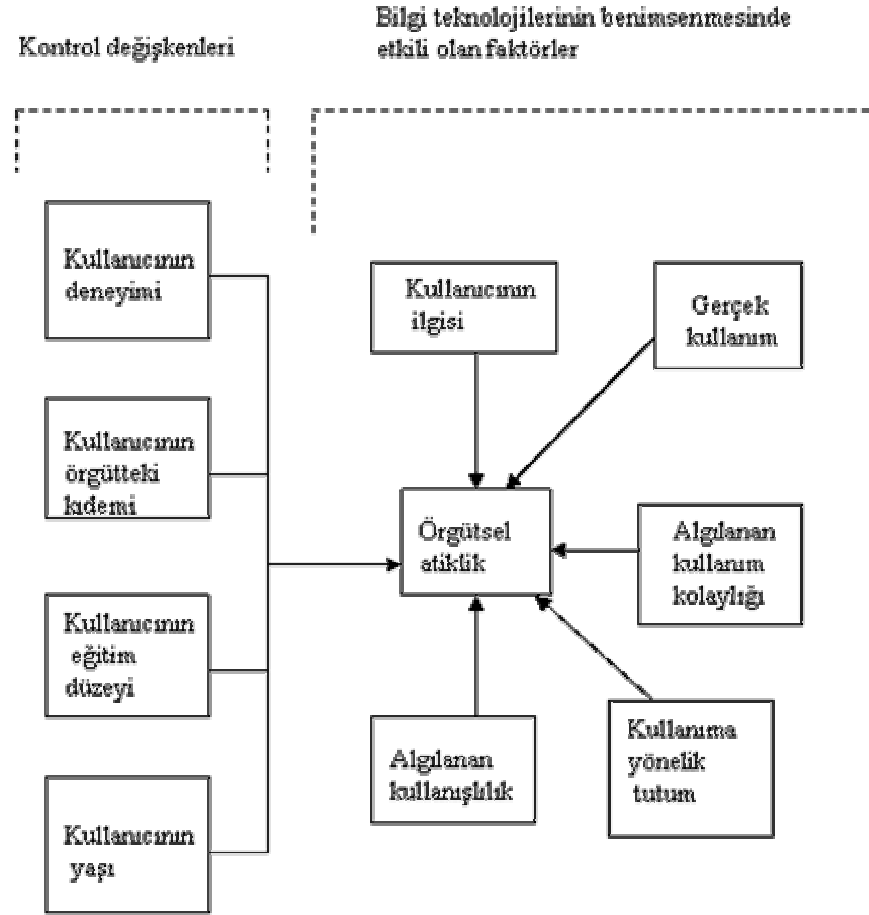 Kontrol değişkenleri
Bilgi teknolojilerinin benimsenmesinde
etkili olan faktörler
Kullanıcının
deneyimi
Kullanıcının
örgütteki
kıdemi
Kullanıcının
eğitim
düzeyi
Kullanıcının
yaşı
Kullanıcının
ilgisi
Gerçek
kullanım
Örgütsel
atiklik
Algılanan
kullanım
kolaylığı
Algılanan
kullanışlılık
Kullanıma
yönelik
tutum